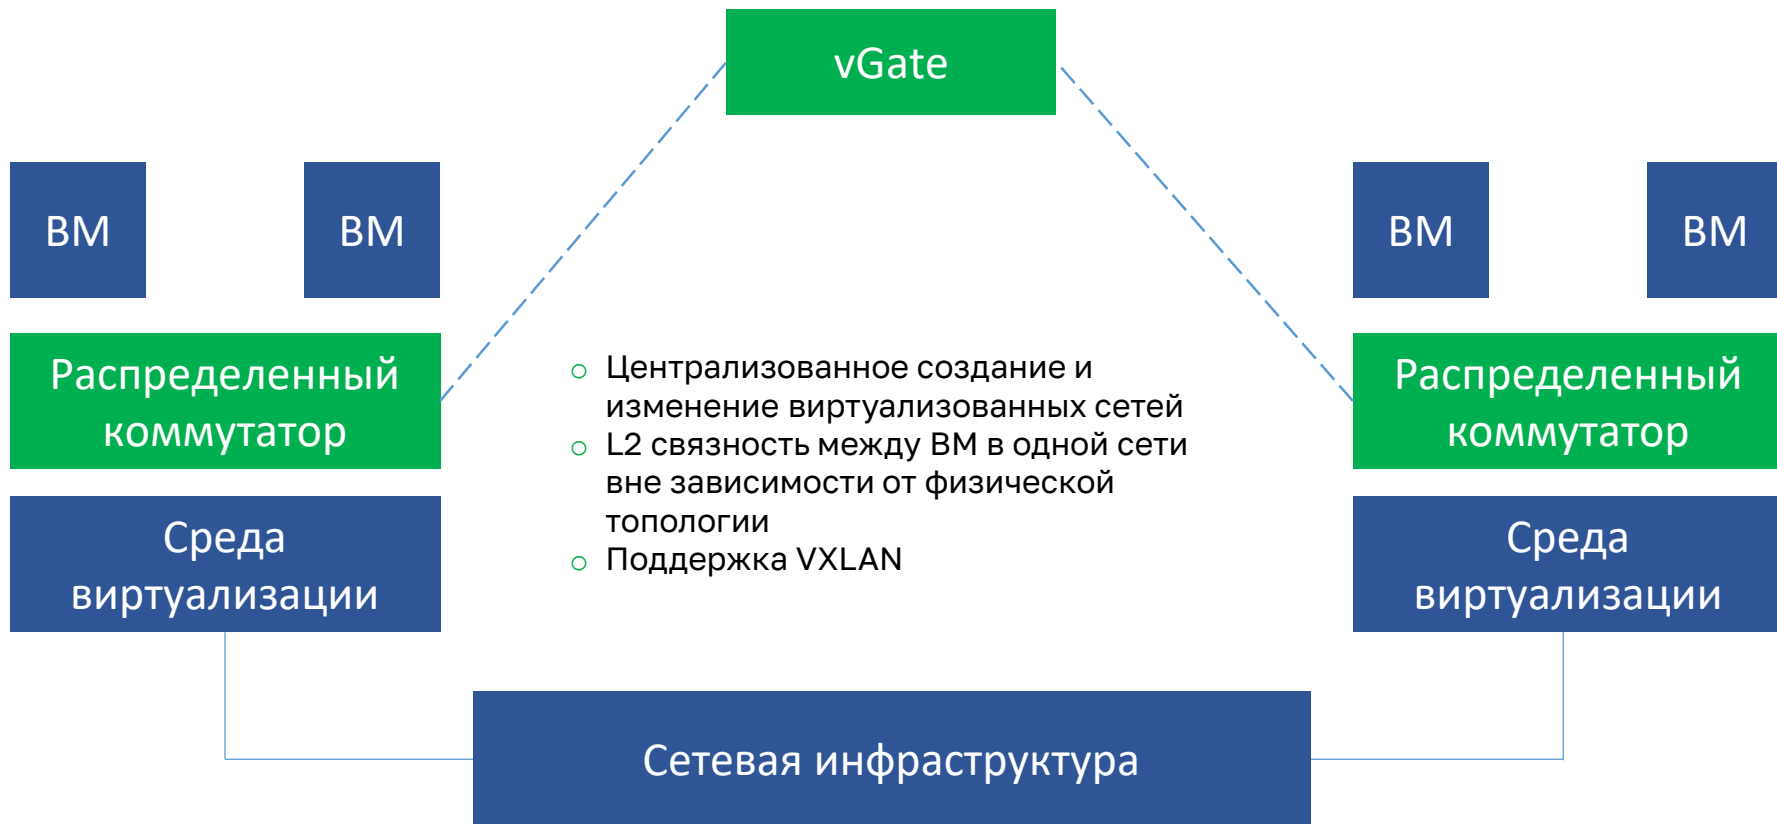 vGate
ВМ
ВМ
ВМ
ВМ
Распределенный
коммутатор
Распределенный
коммутатор
Централизованное создание и
изменение виртуализованных сетей
L2 связность между ВМ в одной сети
вне зависимости от физической
топологии
Поддержка VXLAN
Среда
виртуализации
Среда
виртуализации
Сетевая инфраструктура